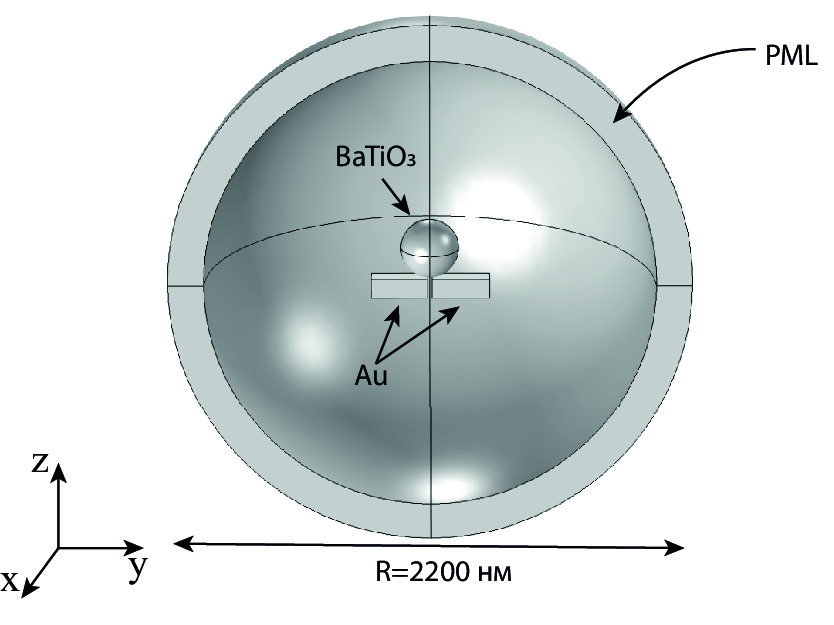 PML
BaTiO₃
Au
z
y
x
R=2200 нм